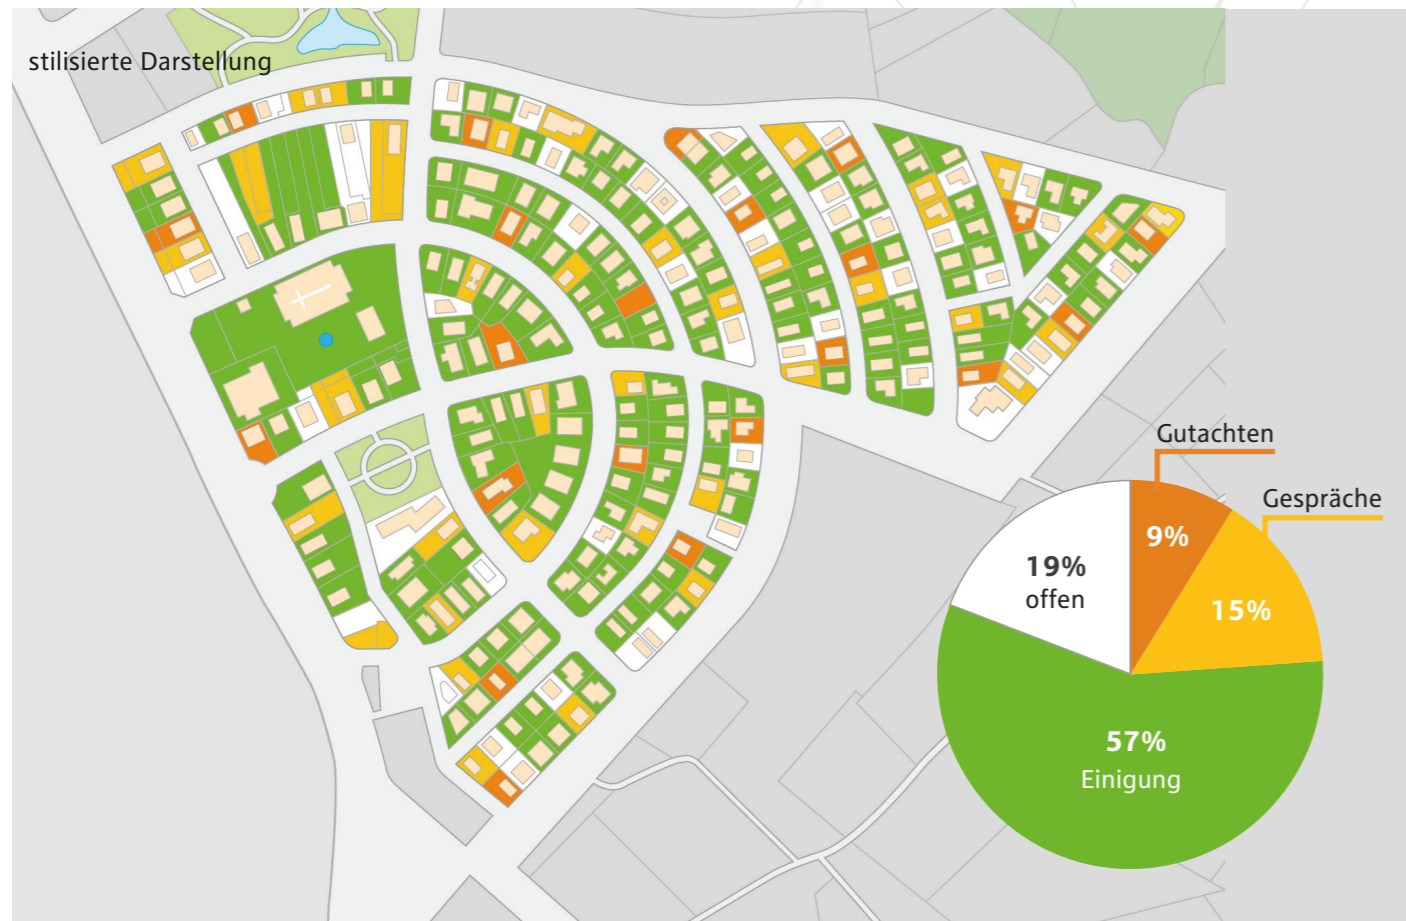 stilisierte Darstellung
Gutachten
Gespräche
9%
19%
offen
15%
57%
Einigung